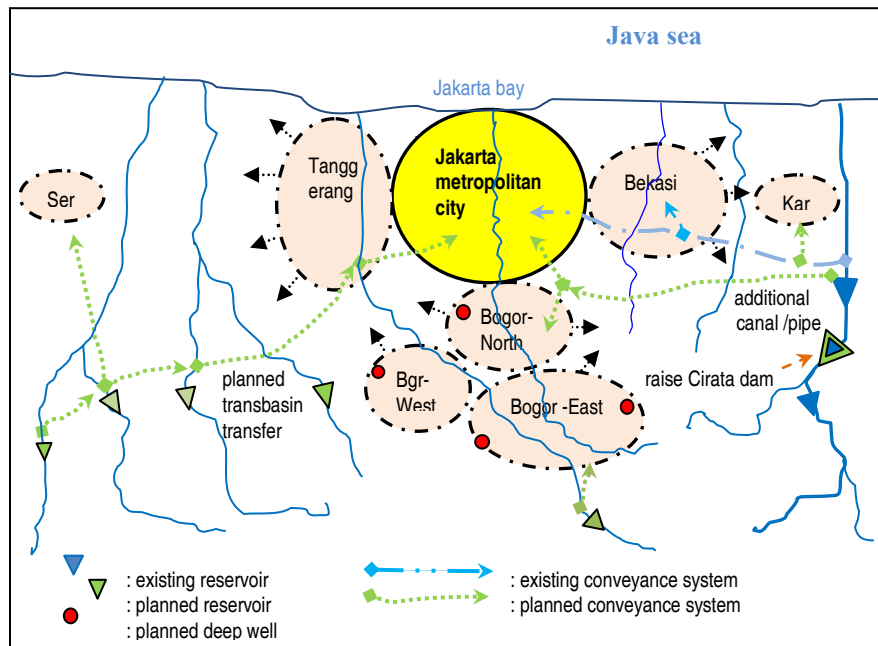 Java sea
Jakarta bay
Tangg
erang
Jakarta
metropolitan
city
Bekasi
Ser
Kar
additional
canal /pipe
Bogor-
North
planned
transbasin
transfer
Bgr-
West
raise Cirata dam
Bogor -East
: existing reservoir
: planned reservoir
: planned deep well
: existing conveyance system
: planned conveyance system